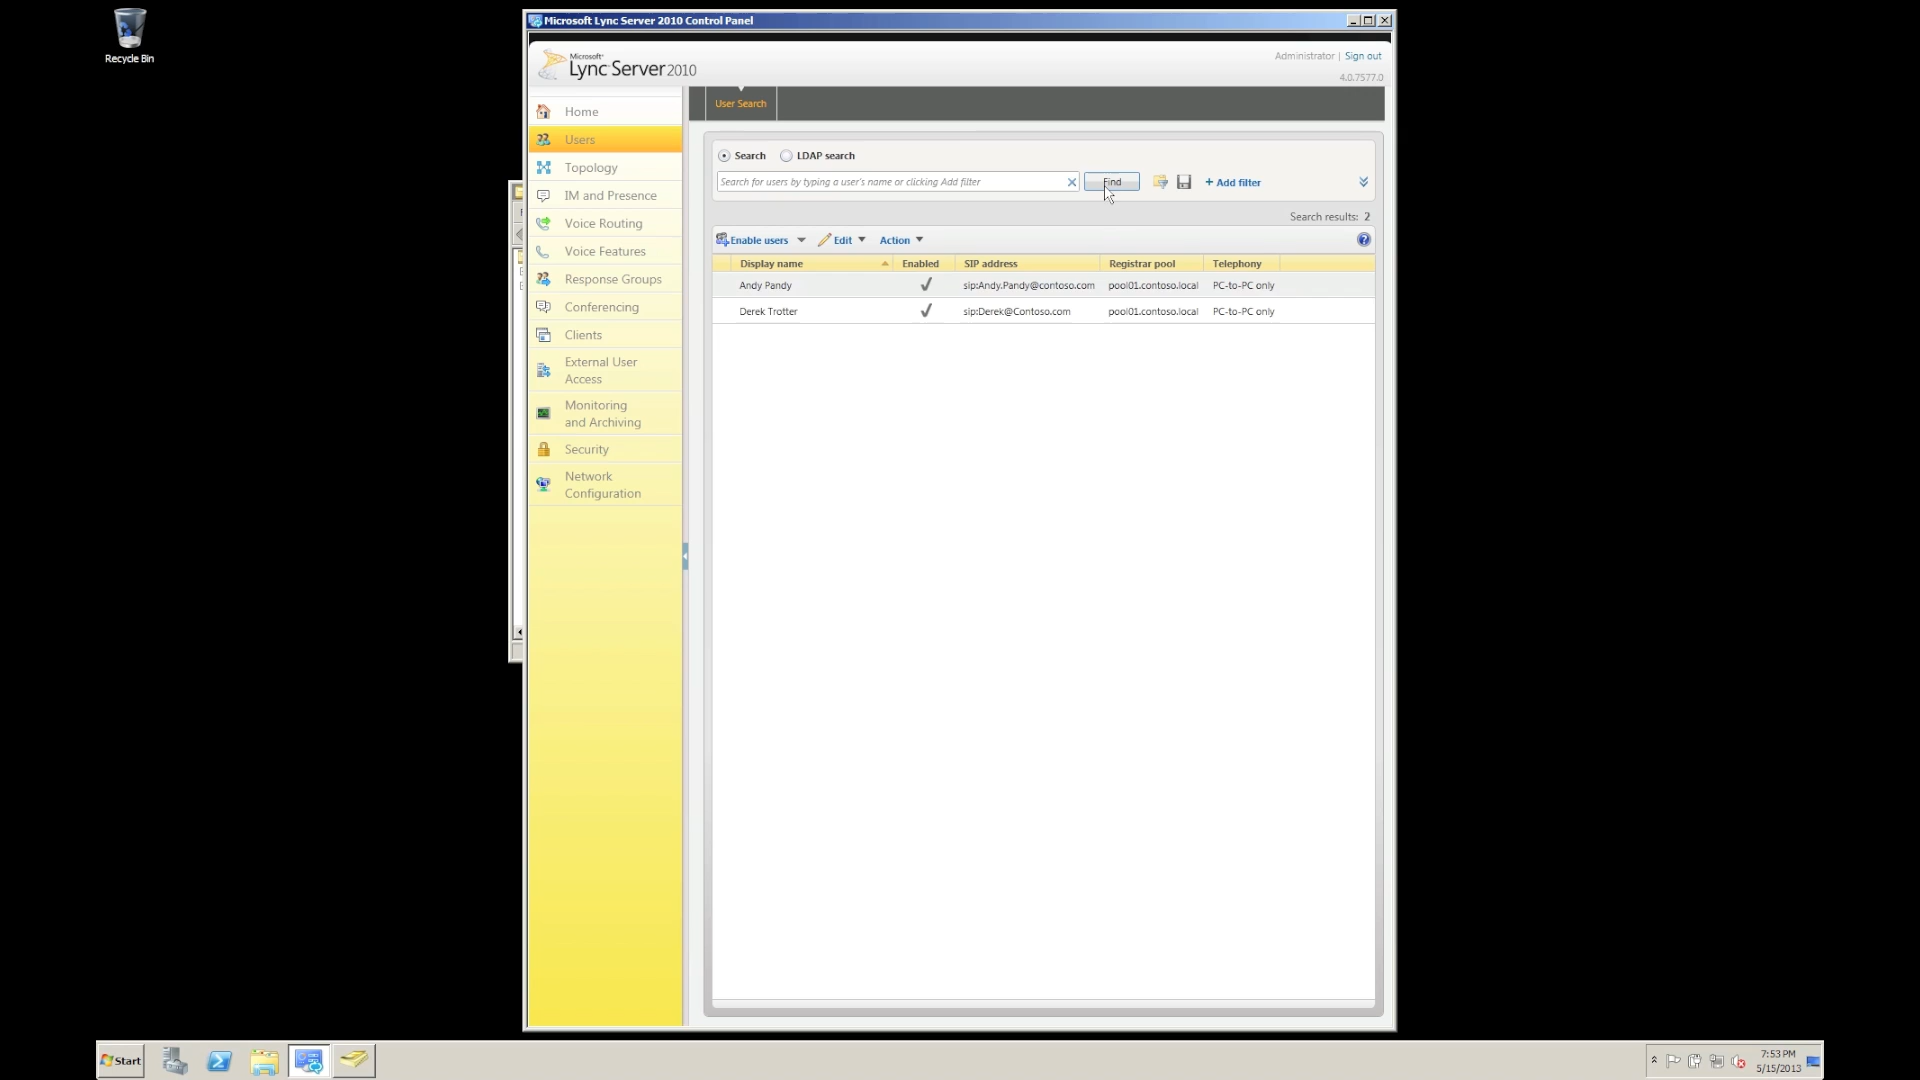 Recycle Bin
Microsoft Lync Server 2010 Control Panel
Microsoft
Lync Server 2010
Administrator | Sign out
4.0.7577.0
Home
Users
Topology
IM and Presence
Voice Routing
Voice Features
Response Groups
Conferencing
Clients
External User
Access
Monitoring
and Archiving
Security
Network
Configuration
User Search
Search LDAP search
Search for users by typing a user's name or clicking Add filter Find + Add filter
Search results: 2
Enable users Edit Action
Display name Enabled SIP address Registrar pool Telephony
Andy Pandy sip:Andy.Pandy@contoso.com pool01.contoso.local PC-to-PC only
Derek Trotter sip:Derek@Contoso.com pool01.contoso.local PC-to-PC only
Start
7:53 PM
5/15/2013